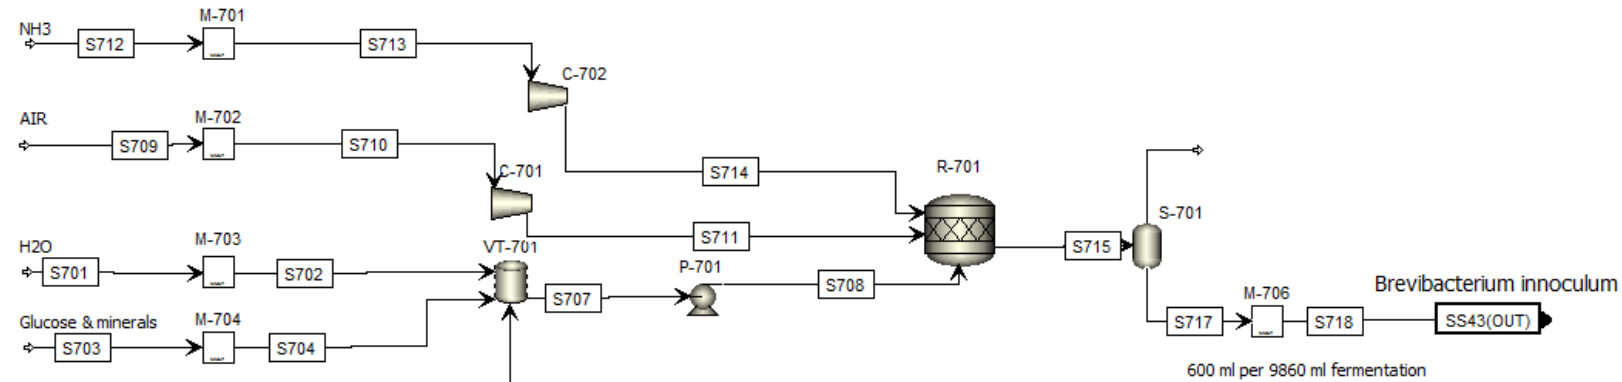 NH3
S712
M-701
S713
C-702
AIR
S709
M-702
S710
C-701
S714
R-701
S711
H2O
S701
M-703
S702
VT-701
Glucose & minerals
S703
M-704
S704
S707
P-701
S708
S715
S-701
S717
M-706
S718
Brevibacterium innoculum
SS43(OUT)
600 ml per 9860 ml fermentation